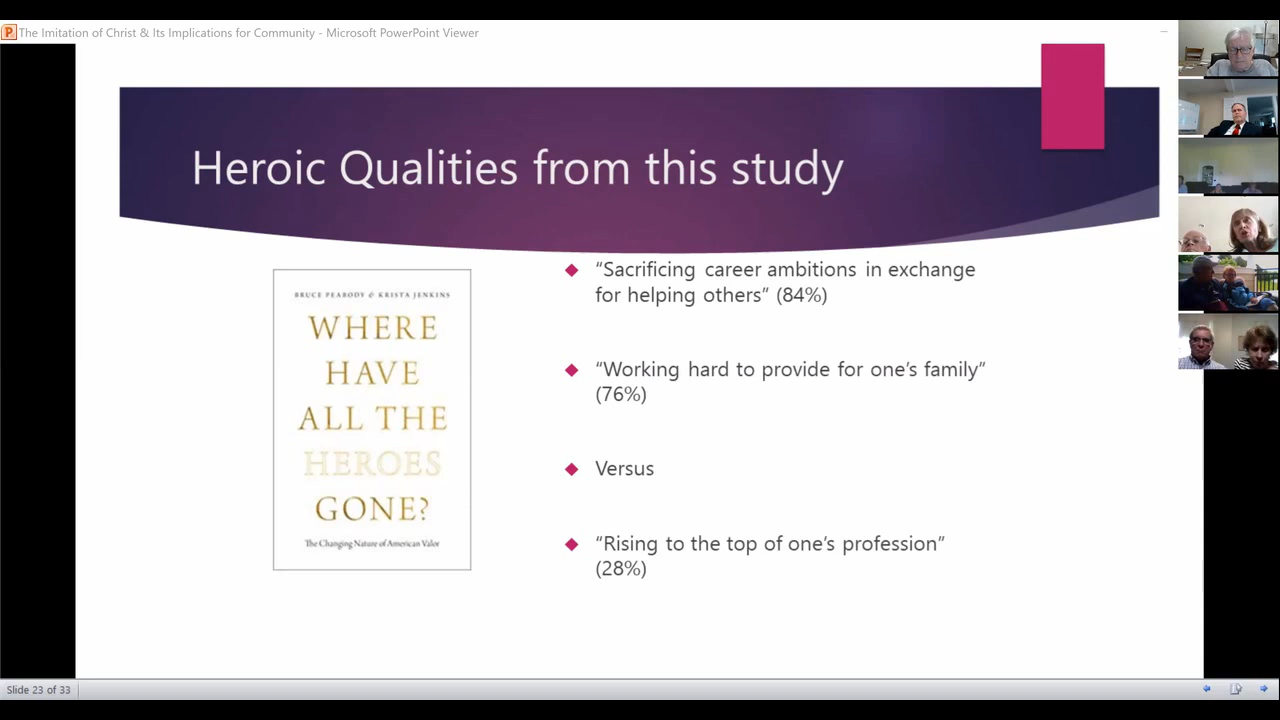 The Imitation of Christ & Its Implications for Community - Microsoft PowerPoint Viewer
Heroic Qualities from this study
BRUCE PEABODY & KRISTA JENKINS
WHERE
HAVE
ALL THE
HEROES
GONE?
The Changing Nature of American Valor
“Sacrificing career ambitions in exchange
for helping others” (84%)
“Working hard to provide for one’s family“
(76%)
Versus
“Rising to the top of one’s profession”
(28%)
Slide 23 of 33